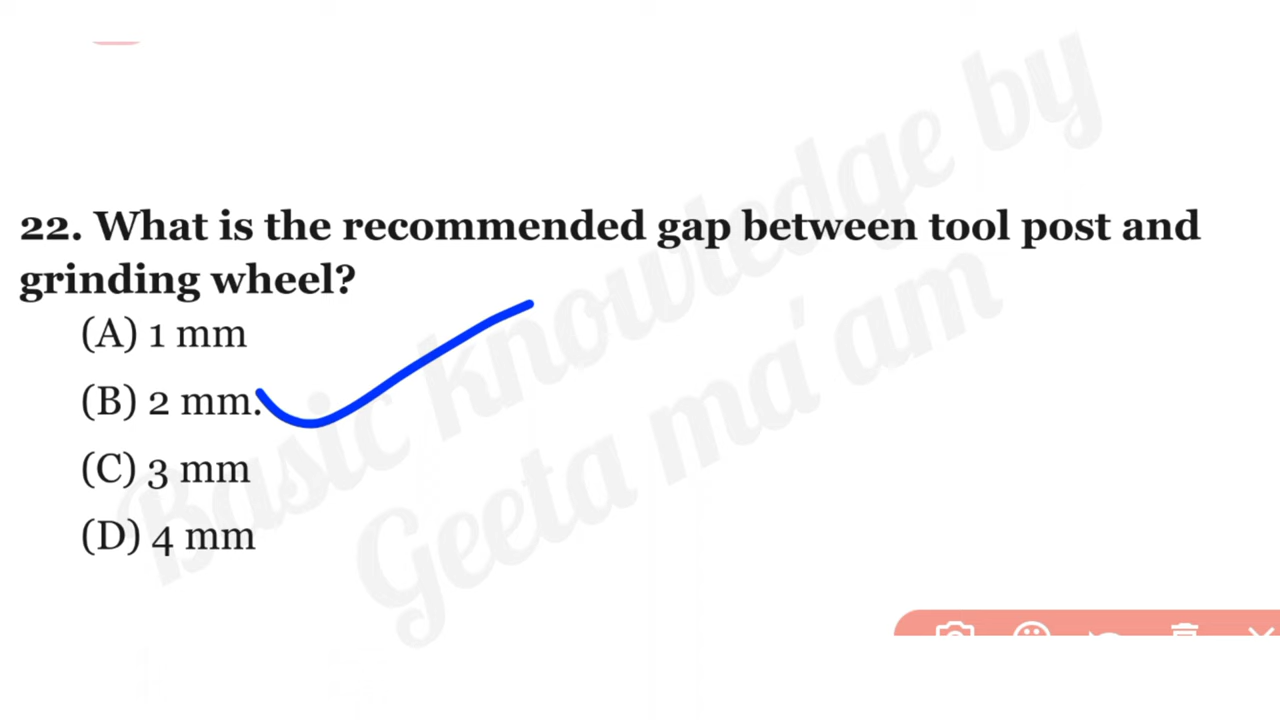 22. What is the recommended gap between tool post and
grinding wheel?
(A) 1 mm
(B) 2 mm.
(C) 3 mm
(D) 4 mm
Basic knowledge by
Geeta ma'am